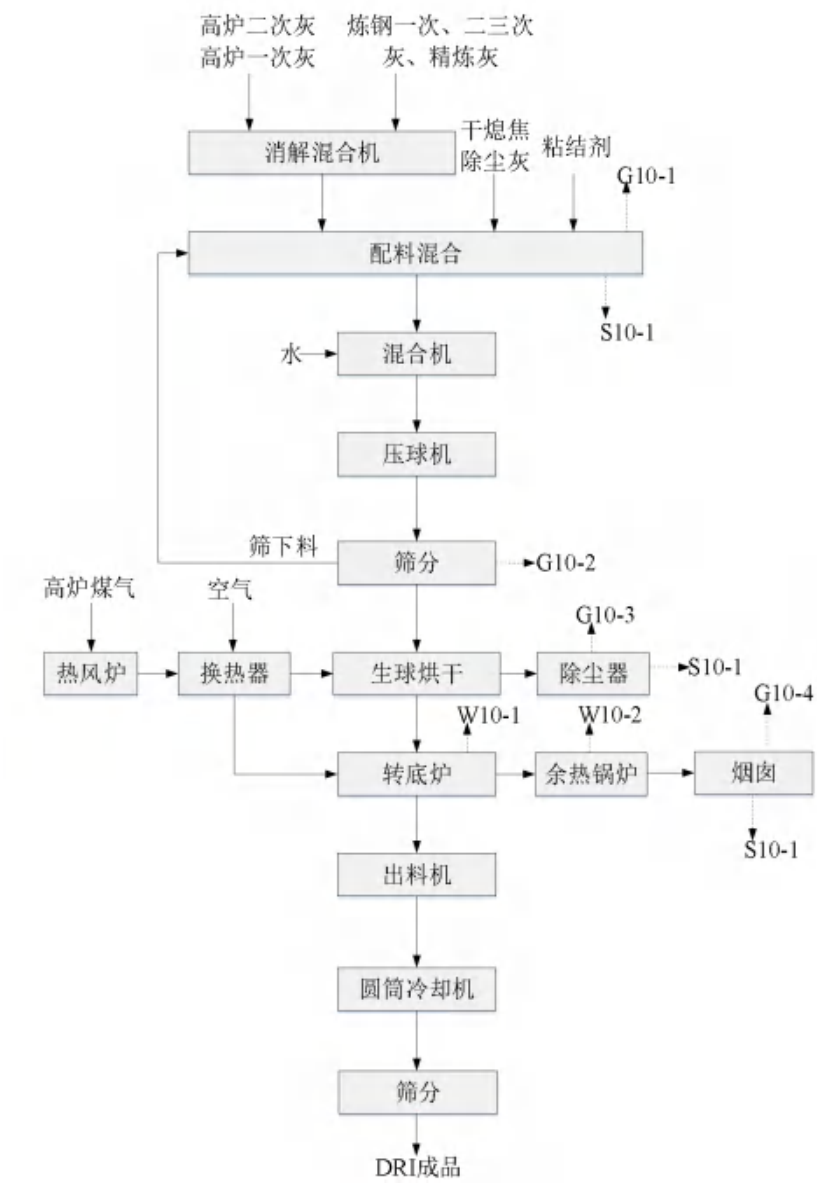 高炉二次灰
高炉一次灰
炼钢一次、二三次
灰、精炼灰
消解混合机
干熄焦
除尘灰
粘结剂
G10-1
配料混合
S10-1
水
混合机
压球机
筛下料
筛分
G10-2
高炉煤气
空气
G10-3
热风炉
换热器
生球烘干
除尘器
S10-1
G10-4
W10-1
W10-2
转底炉
余热锅炉
烟囱
S10-1
出料机
圆筒冷却机
筛分
DRI成品